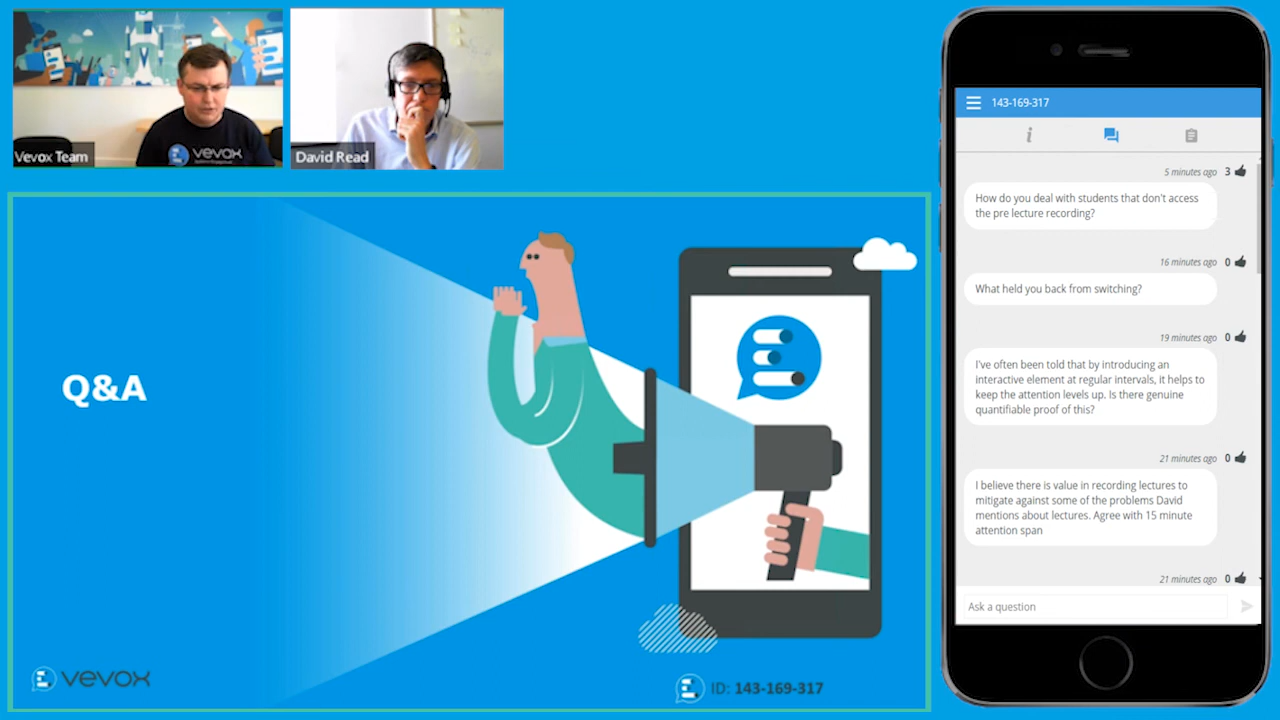 vevox
Vevox Team
David Read
Q&A
vevox
ID: 143-169-317
143-169-317
5 minutes ago 3
How do you deal with students that don't access
the pre lecture recording?
16 minutes ago 0
What held you back from switching?
19 minutes ago 0
I've often been told that by introducing an
interactive element at regular intervals, it helps to
keep the attention levels up. Is there genuine
quantifiable proof of this?
21 minutes ago 0
I believe there is value in recording lectures to
mitigate against some of the problems David
mentions about lectures. Agree with 15 minute
attention span
21 minutes ago 0
Ask a question